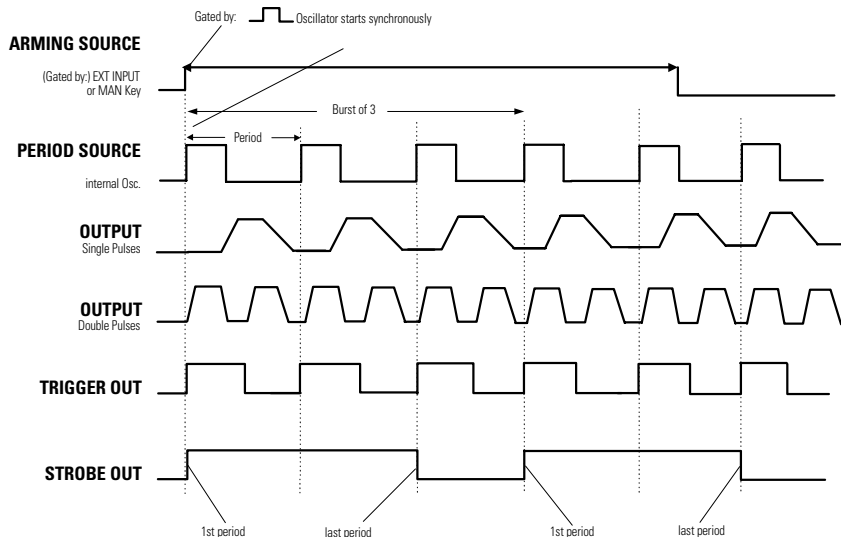 Gated by: Oscillator starts synchronously
ARMING SOURCE
(Gated by:) EXT INPUT
or MAN Key
Burst of 3
Period
PERIOD SOURCE
internal Osc.
OUTPUT
Single Pulses
OUTPUT
Double Pulses
TRIGGER OUT
STROBE OUT
1st period last period 1st period last period